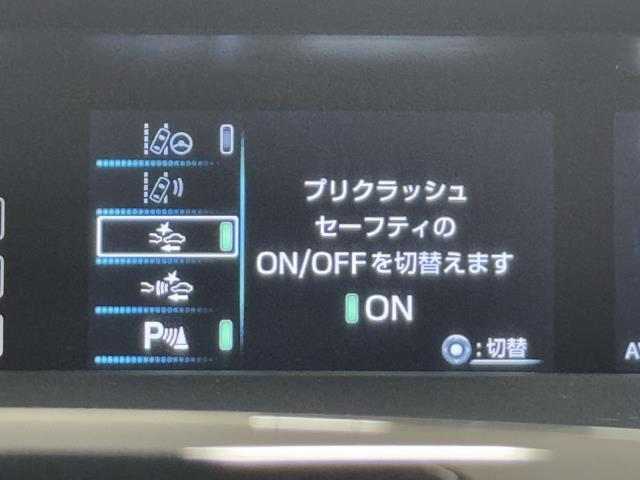 プリクラッシュ
セーフティの
ON/OFFを切替えます
ON
P
:切替